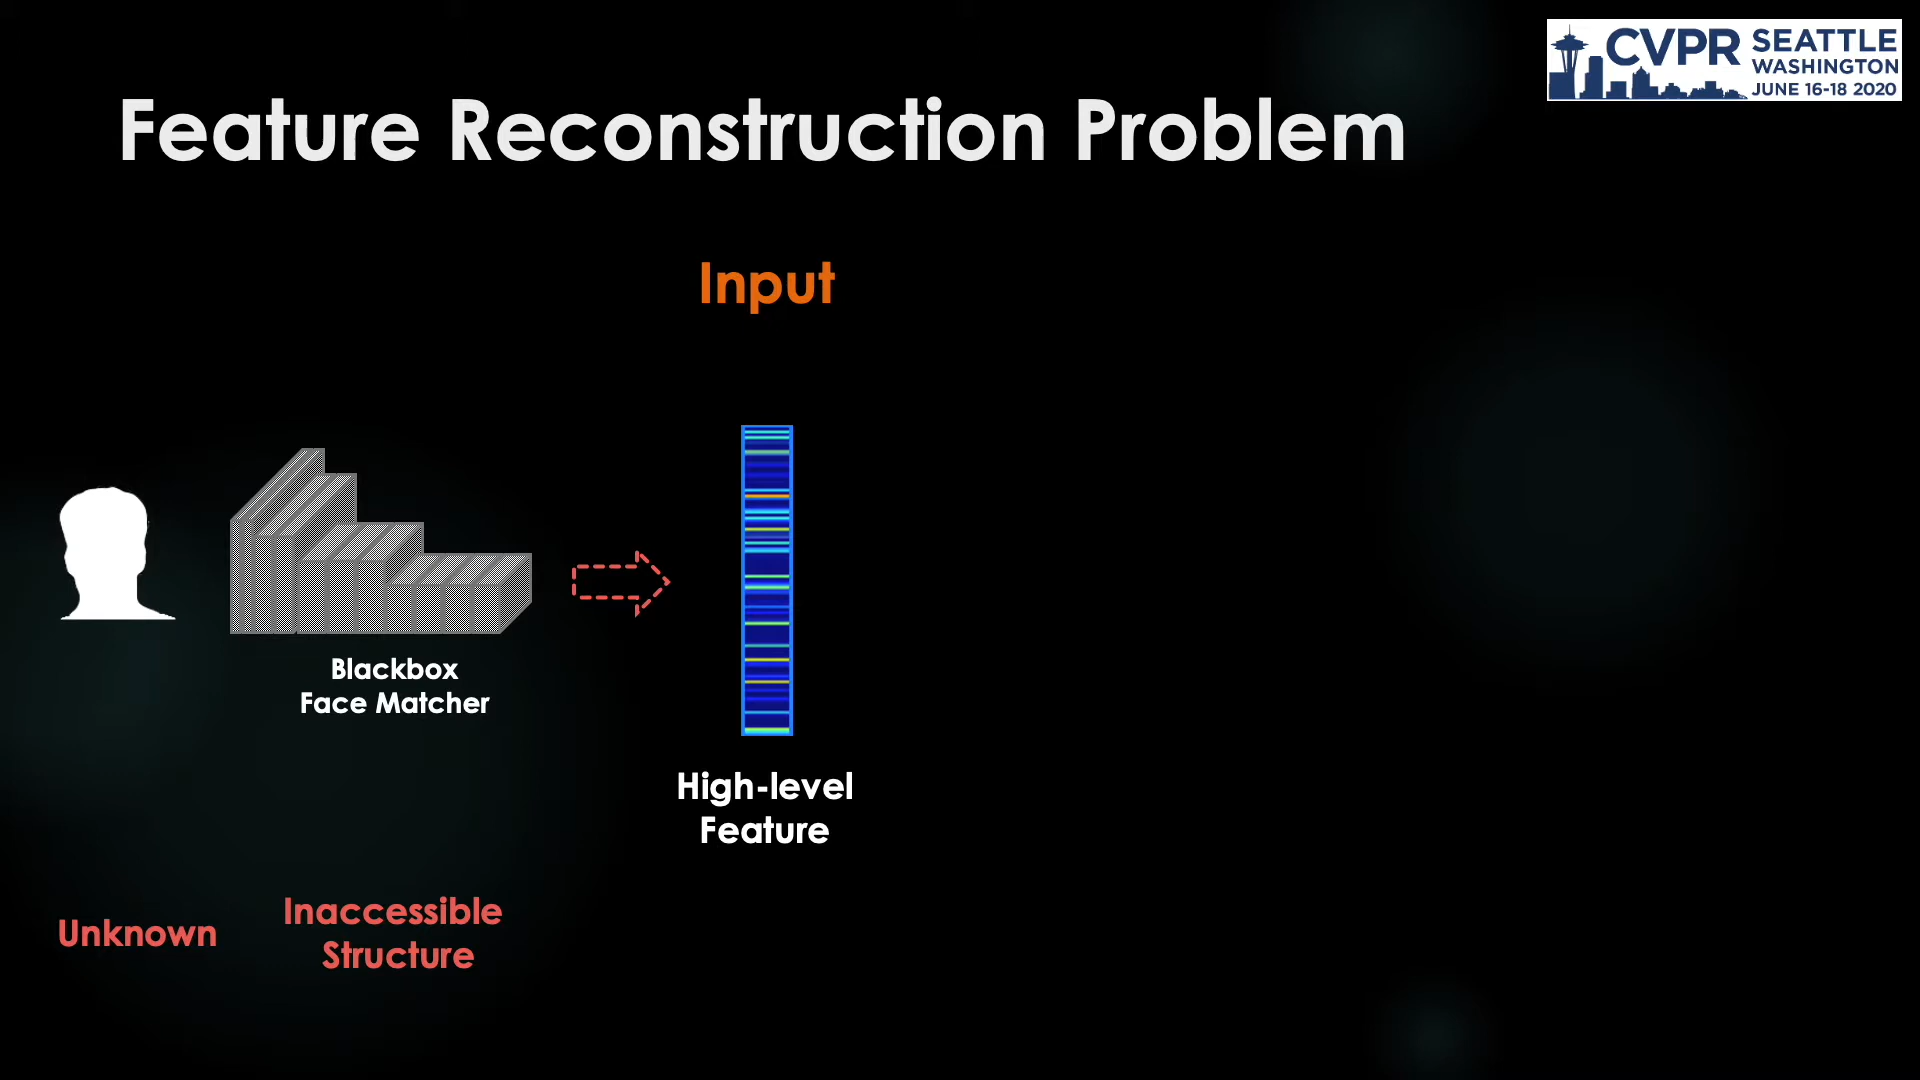 CVPR SEATTLE
WASHINGTON
JUNE 16-18 2020
Feature Reconstruction Problem
Input
Blackbox
Face Matcher
High-level
Feature
Unknown
Inaccessible
Structure